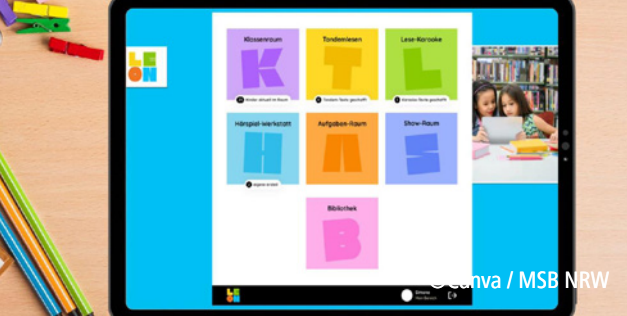 LEON
Klassenraum
Tandemlesen
Lese-Karaoke
K
T
L
Hörspiel-Werkstatt
Aufgaben-Raum
Show-Raum
H
A
S
Bibliothek
B
LEON
©Canva / MSB NRW